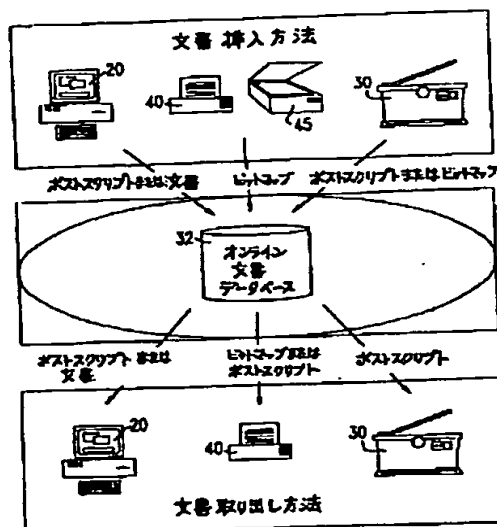 文書 挿入方法
20
40
45
30
ポストスクリプトまたは文書
ビットマップ
ポストスクリプトまたはビットマップ
32
オンライン
文書
データベース
ポストスクリプト または
文書
ビットマップまたは
ポストスクリプト
ポストスクリプト
20
40
30
文書取り出し方法